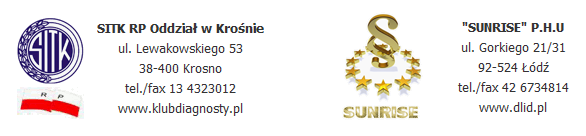 SITK
R P
SITK RP Oddział w Krośnie
ul. Lewakowskiego 53
38-400 Krosno
tel./fax 13 4323012
www.klubdiagnosty.pl
§
SUNRISE
"SUNRISE" P.H.U
ul. Gorkiego 21/31
92-524 Łódź
tel./fax 42 6734814
www.dlid.pl